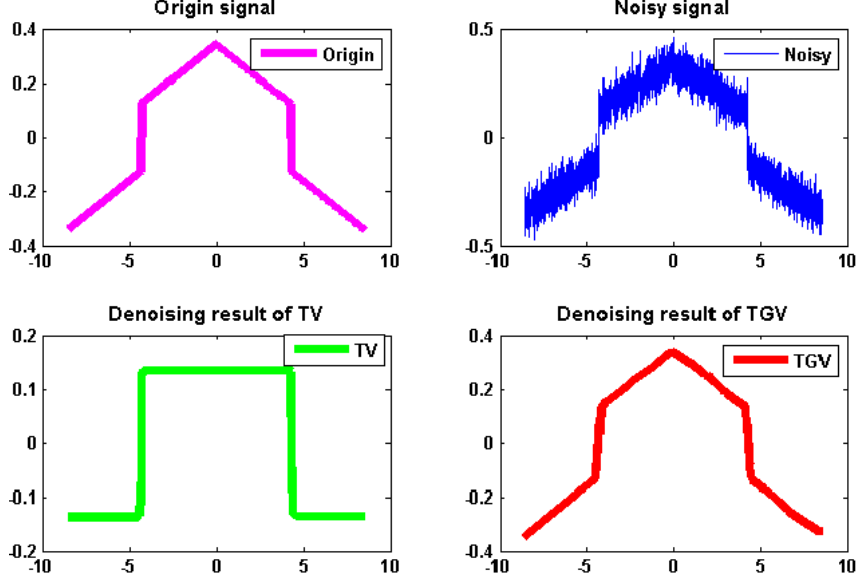 Origin signal
Noisy signal
0.4
0.2
0
-0.2
-0.4
Origin
-10 -5 0 5 10
0.5
0
-0.5
Noisy
-10 -5 0 5 10
Denoising result of TV
Denoising result of TGV
0.2
0.1
0
-0.1
-0.2
TV
-10 -5 0 5 10
0.4
0.2
0
-0.2
-0.4
TGV
-10 -5 0 5 10